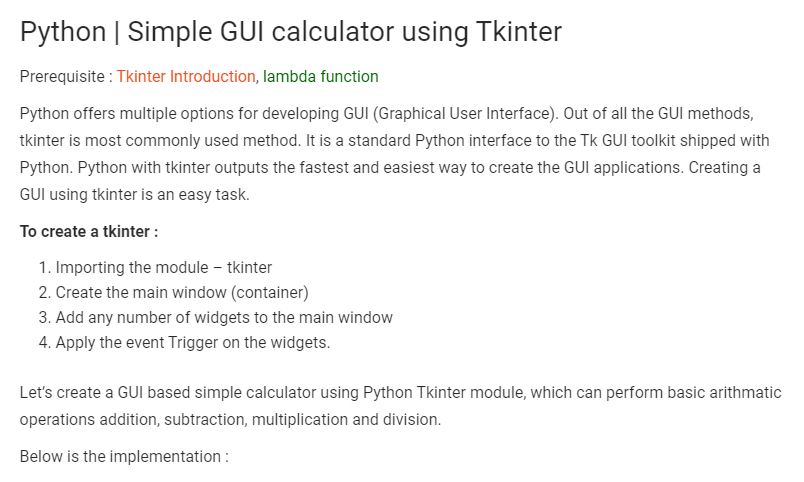 Python | Simple GUI calculator using Tkinter
Prerequisite : Tkinter Introduction, lambda function
Python offers multiple options for developing GUI (Graphical User Interface). Out of all the GUI methods,
tkinter is most commonly used method. It is a standard Python interface to the Tk GUI toolkit shipped with
Python. Python with tkinter outputs the fastest and easiest way to create the GUI applications. Creating a
GUI using tkinter is an easy task.
To create a tkinter :
1. Importing the module – tkinter
2. Create the main window (container)
3. Add any number of widgets to the main window
4. Apply the event Trigger on the widgets.
Let’s create a GUI based simple calculator using Python Tkinter module, which can perform basic arithmatic
operations addition, subtraction, multiplication and division.
Below is the implementation :